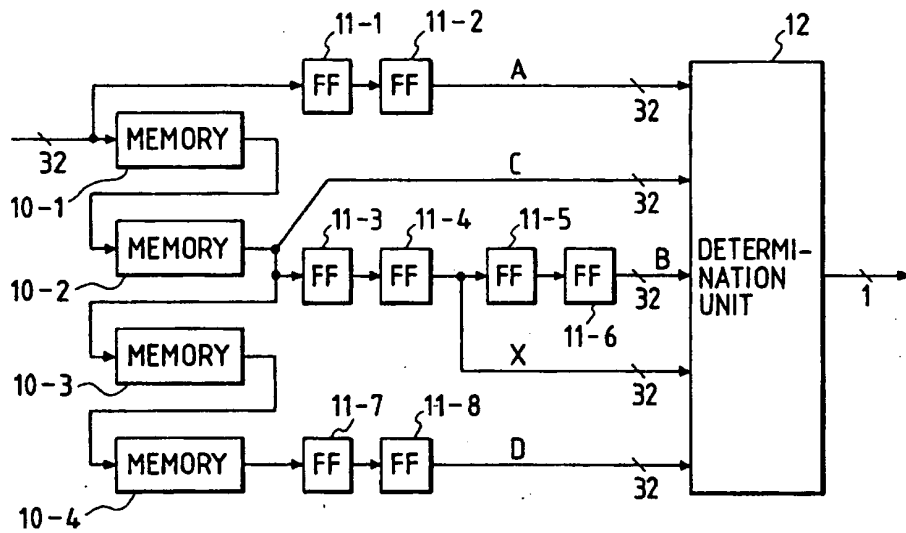 11-1
11-2
12
FF
FF
A
32
32
MEMORY
10-1
C
32
MEMORY
10-2
11-3
11-4
11-5
FF
FF
FF
FF
B
32
11-6
DETERMI-
NATION
UNIT
1
MEMORY
10-3
X
32
11-7
11-8
MEMORY
10-4
FF
FF
D
32